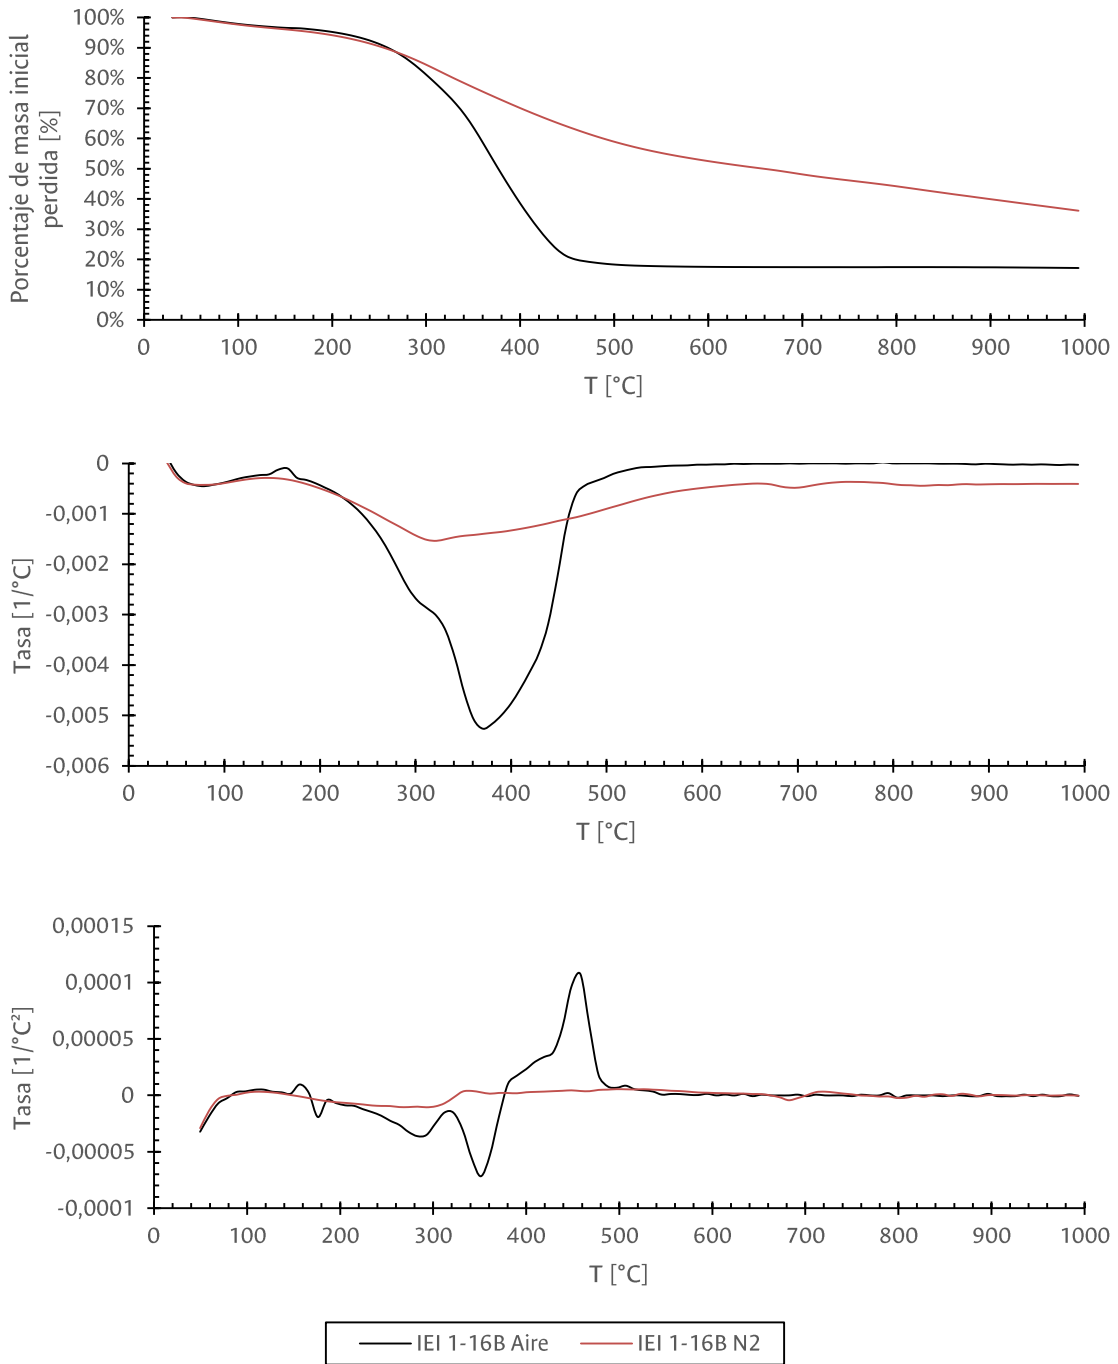 Porcentaje de masa inicial
perdida [%]
100%
90%
80%
70%
60%
50%
40%
30%
20%
10%
0%
0 100 200 300 400 500 600 700 800 900 1000
T [°C]
Tasa [1/°C]
0
-0,001
-0,002
-0,003
-0,004
-0,005
-0,006
0 100 200 300 400 500 600 700 800 900 1000
T [°C]
Tasa [1/°C²]
0,00015
0,0001
0,00005
0
-0,00005
-0,0001
0 100 200 300 400 500 600 700 800 900 1000
T [°C]
IEI 1-16B Aire IEI 1-16B N2